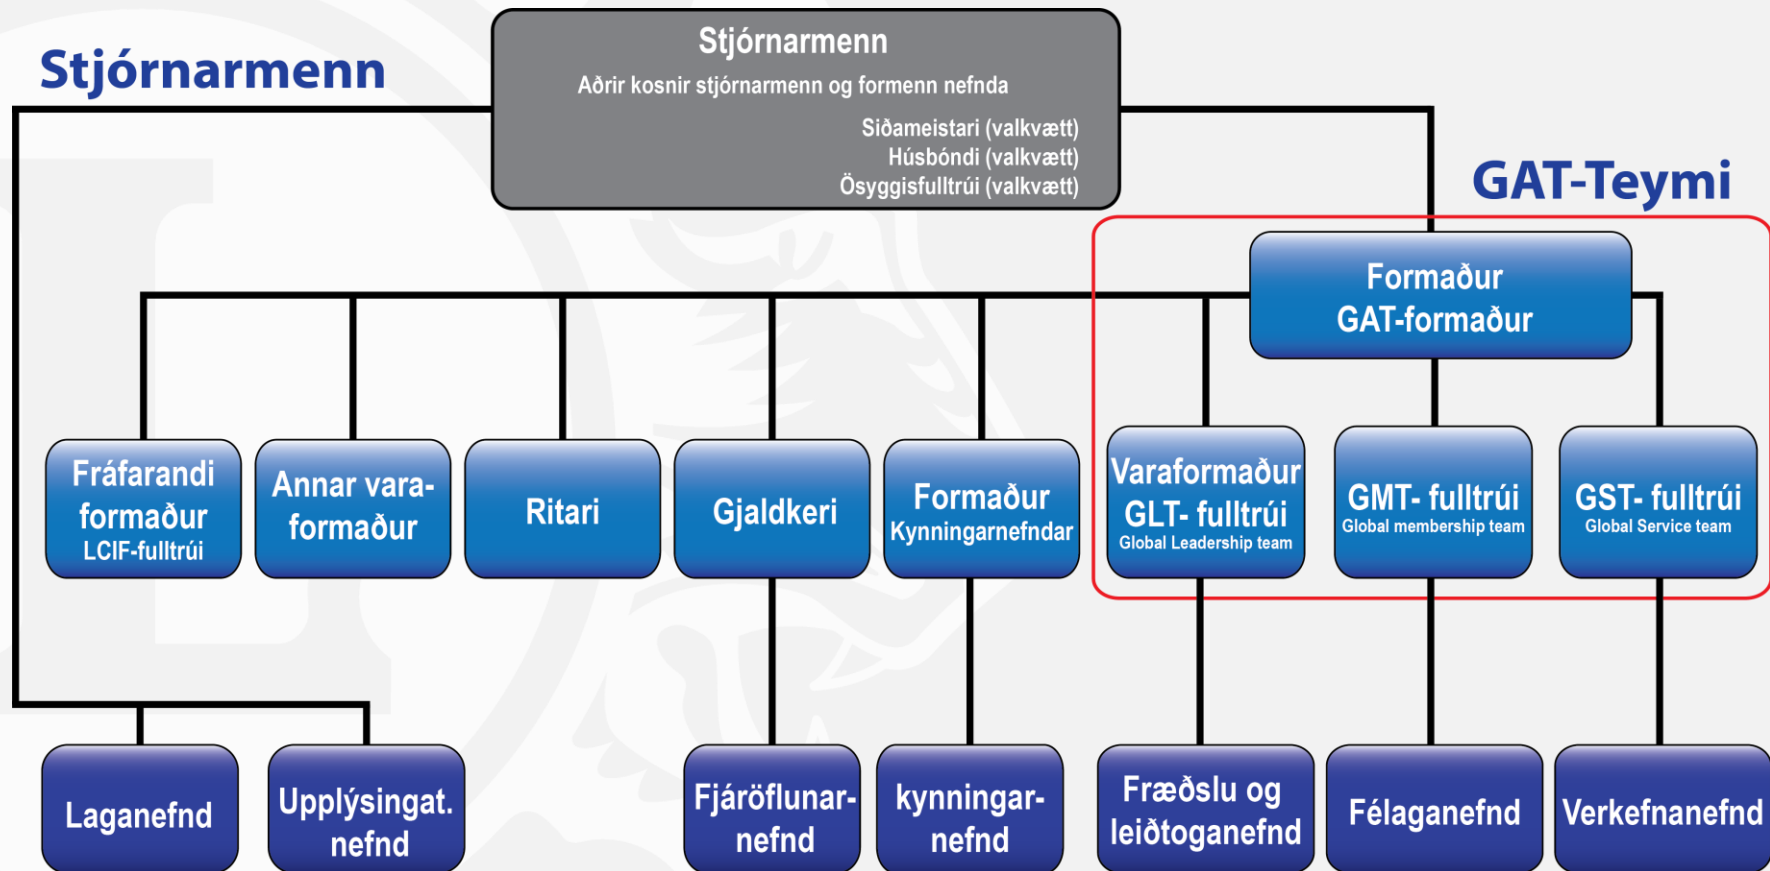 Stjórnarmenn
Stjórnarmenn
Aðrir kosnir stjórnarmenn og formenn nefnda
Siðameistari (valkvætt)
Húsbóndi (valkvætt)
Ösyggisfulltrúi (valkvætt)
GAT-Teymi
Formaður
GAT-formaður
Fráfarandi
formaður
LCIF-fulltrúi
Annar vara-
formaður
Ritari
Gjaldkeri
Formaður
Kynningarnefndar
Varaformaður
GLT- fulltrúi
Global Leadership team
GMT- fulltrúi
Global membership team
GST- fulltrúi
Global Service team
Laganefnd
Upplýsingat.
nefnd
Fjáröflunar-
nefnd
kynningar-
nefnd
Fræðslu og
leiðtoganefnd
Félaganefnd
Verkefnanefnd